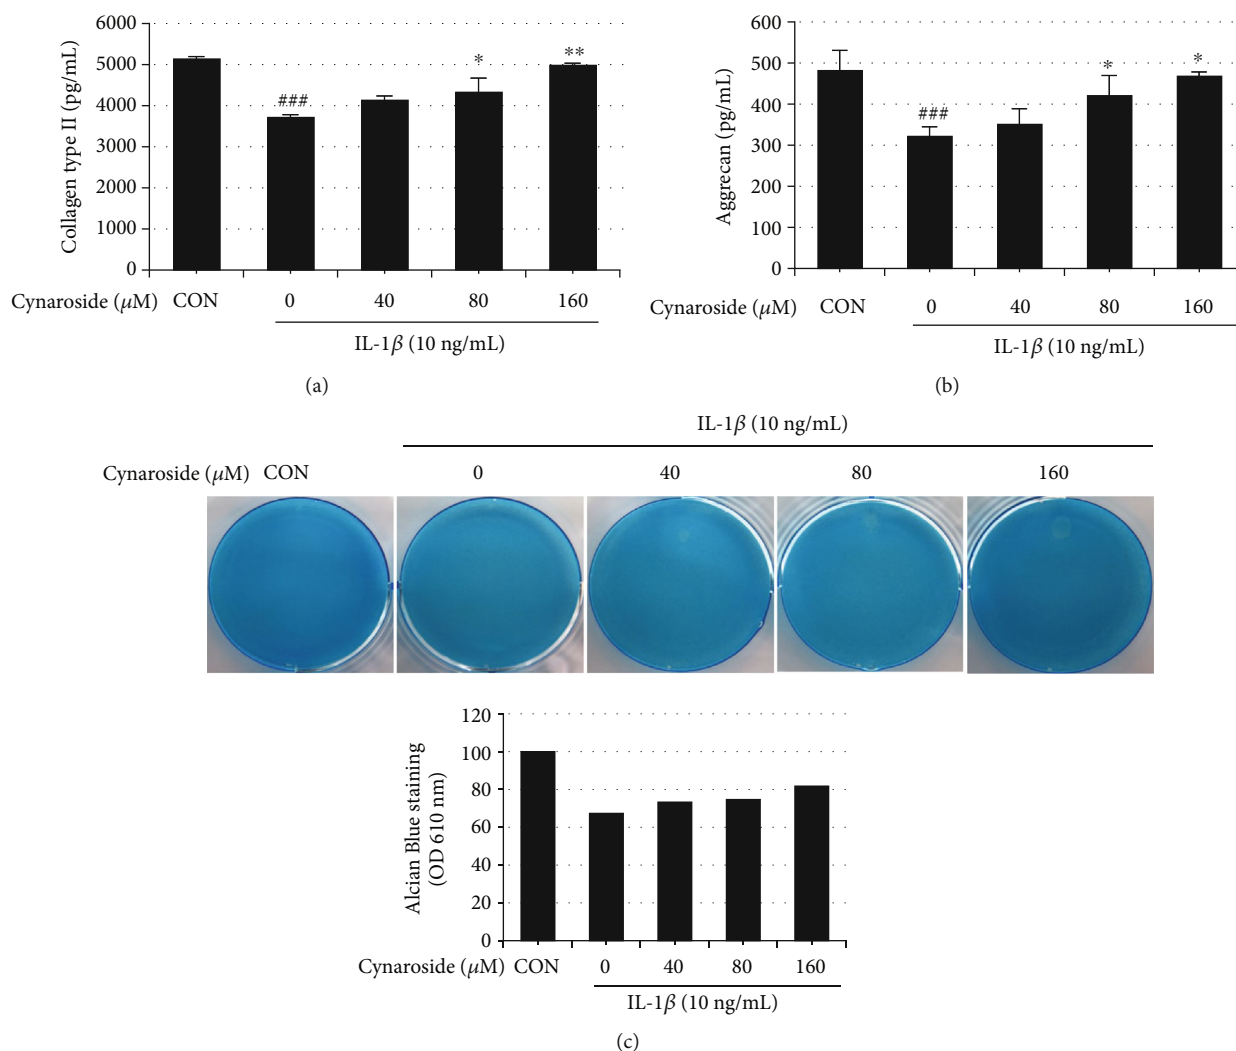 Collagen type II (pg/mL)
6000
5000
4000
3000
2000
1000
0
###
*
**
Cynaroside (μM) CON 0 40 80 160
IL-1β (10 ng/mL)
(a)
Aggrecan (pg/mL)
600
500
400
300
200
100
0
###
*
*
Cynaroside (μM) CON 0 40 80 160
IL-1β (10 ng/mL)
(b)
IL-1β (10 ng/mL)
Cynaroside (μM) CON 0 40 80 160
Alcian Blue staining
(OD 610 nm)
120
100
80
60
40
20
0
Cynaroside (μM) CON 0 40 80 160
IL-1β (10 ng/mL)
(c)